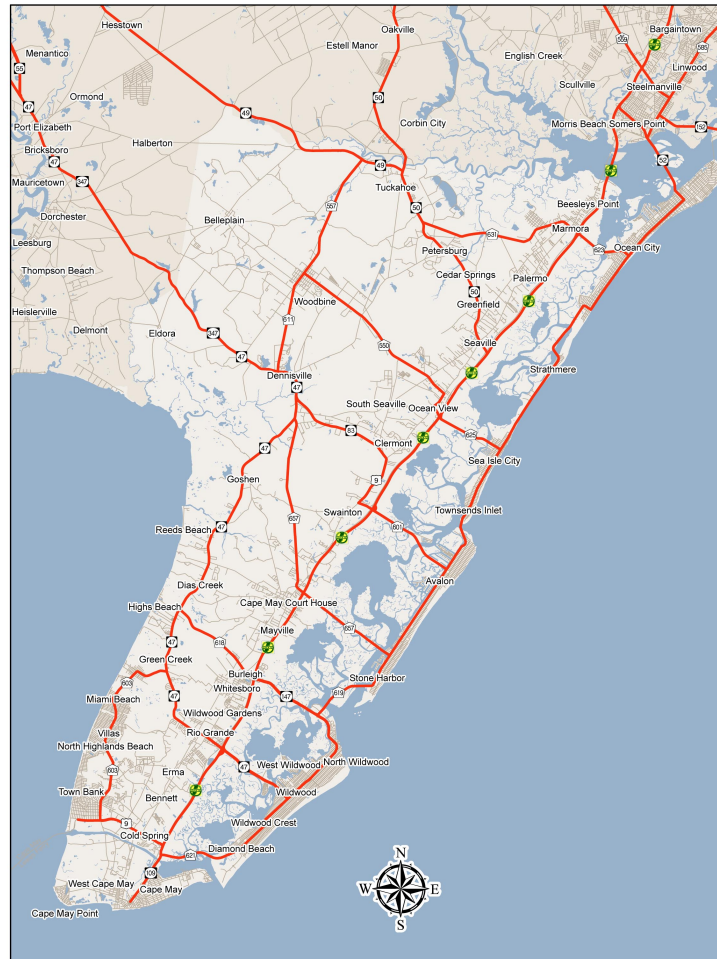 Hesstown
Oakville
Bargaintown
559
Menantico
Estell Manor
English Creek
585
Linwood
55
Scullville
Steelmanville
Ormond
50
47
49
Corbin City
Port Elizabeth
Morris Beach
Somers Point
152
Halberton
Bricksboro
47
49
52
Mauricetown
347
Tuckahoe
557
50
Beesleys Point
Dorchester
Belleplain
Marmora
631
Leesburg
Petersburg
623
Ocean City
Thompson Beach
Cedar Springs
Palermo
50
Woodbine
Greenfield
Heislerville
611
Delmont
Eldora
347
550
Seaville
47
Strathmere
Dennisville
47
South Seaville
Ocean View
83
625
Clermont
47
Sea Isle City
Goshen
9
Townsends Inlet
Swainton
657
601
Reeds Beach
47
Avalon
Dias Creek
Cape May Court House
Highs Beach
657
Mayville
47
618
Green Creek
Burleigh
Stone Harbor
603
Whitesboro
619
Miami Beach
47
147
Wildwood Gardens
Villas
Rio Grande
North Highlands Beach
West Wildwood
North Wildwood
47
603
Erma
Town Bank
Wildwood
Bennett
9
Wildwood Crest
Cold Spring
Diamond Beach
621
N
109
West Cape May
Cape May
W
E
Cape May Point
S